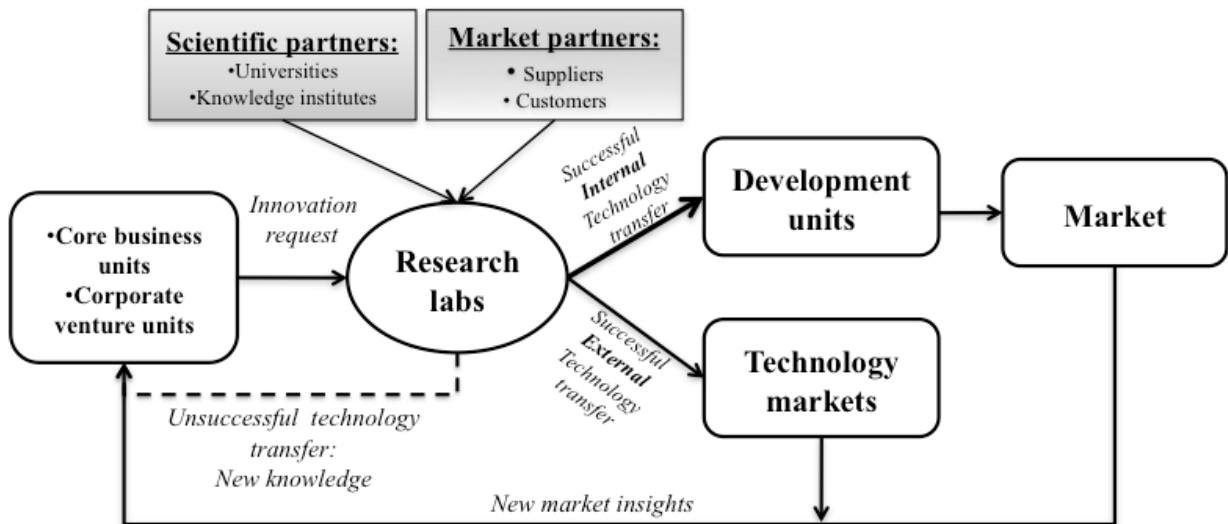 Scientific partners:
•Universities
•Knowledge institutes
Market partners:
• Suppliers
• Customers
•Core business
units
•Corporate
venture units
Innovation
request
Research
labs
Successful
Internal
Technology
transfer
Development
units
Market
Successful
External
Technology
transfer
Technology
markets
Unsuccessful technology
transfer:
New knowledge
New market insights